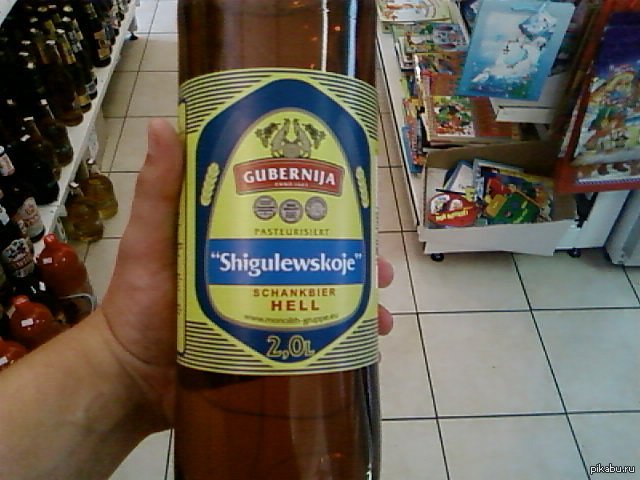 GUBERNIJA
PASTEURISIERT
"Shigulewskoje"
SCHANKBIER
HELL
www.monolith-gruppe.eu
2,0L
pikabu.ru